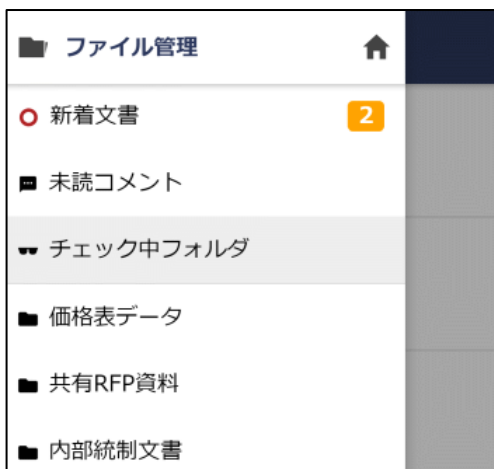 ファイル管理
新着文書 2
未読コメント
チェック中フォルダ
価格表データ
共有RFP資料
内部統制文書